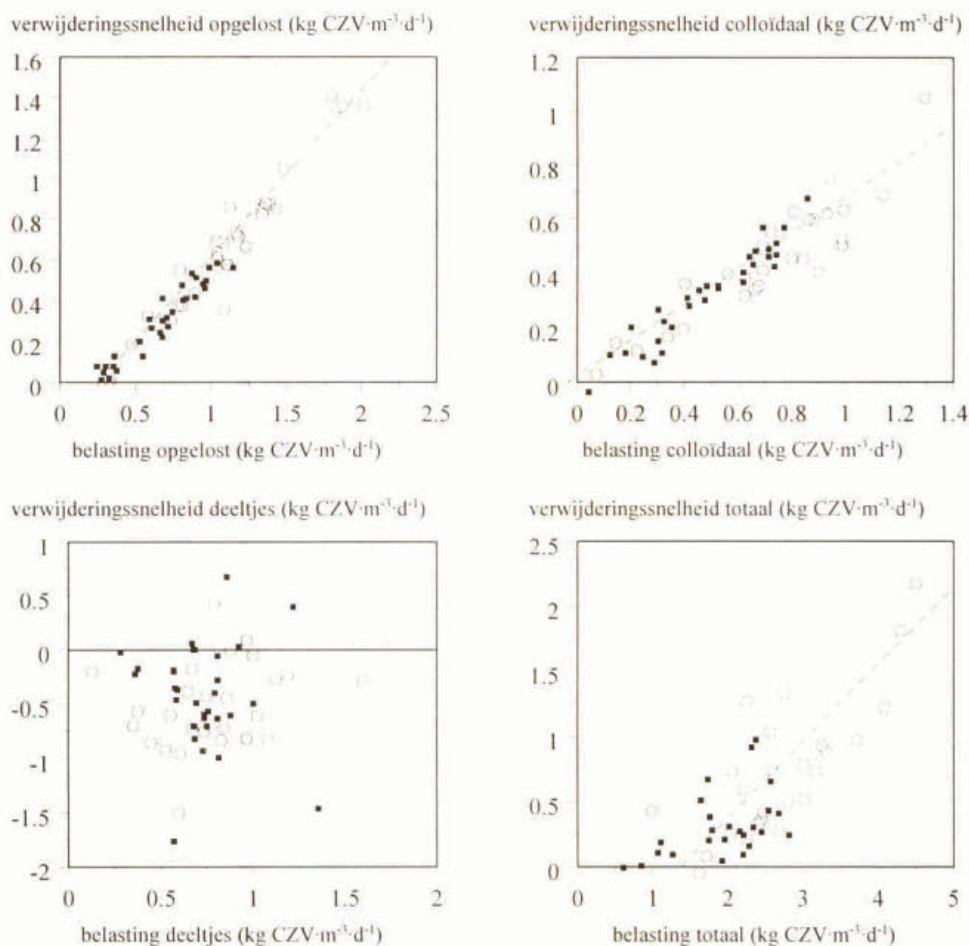 verwijderingssnelheid opgelost (kg CZV·m⁻³·d⁻¹)
1.6
1.4
1.2
1
0.8
0.6
0.4
0.2
0
0 0.5 1 1.5 2 2.5
belasting opgelost (kg CZV·m⁻³·d⁻¹)
verwijderingssnelheid colloïdaal (kg CZV·m⁻³·d⁻¹)
1.2
1
0.8
0.6
0.4
0.2
0
0 0.2 0.4 0.6 0.8 1 1.2 1.4
belasting colloïdaal (kg CZV·m⁻³·d⁻¹)
verwijderingssnelheid deeltjes (kg CZV·m⁻³·d⁻¹)
1
0.5
0
-0.5
-1
-1.5
-2
0 0.5 1 1.5 2
belasting deeltjes (kg CZV·m⁻³·d⁻¹)
verwijderingssnelheid totaal (kg CZV·m⁻³·d⁻¹)
2.5
2
1.5
1
0.5
0
0 1 2 3 4 5
belasting totaal (kg CZV·m⁻³·d⁻¹)